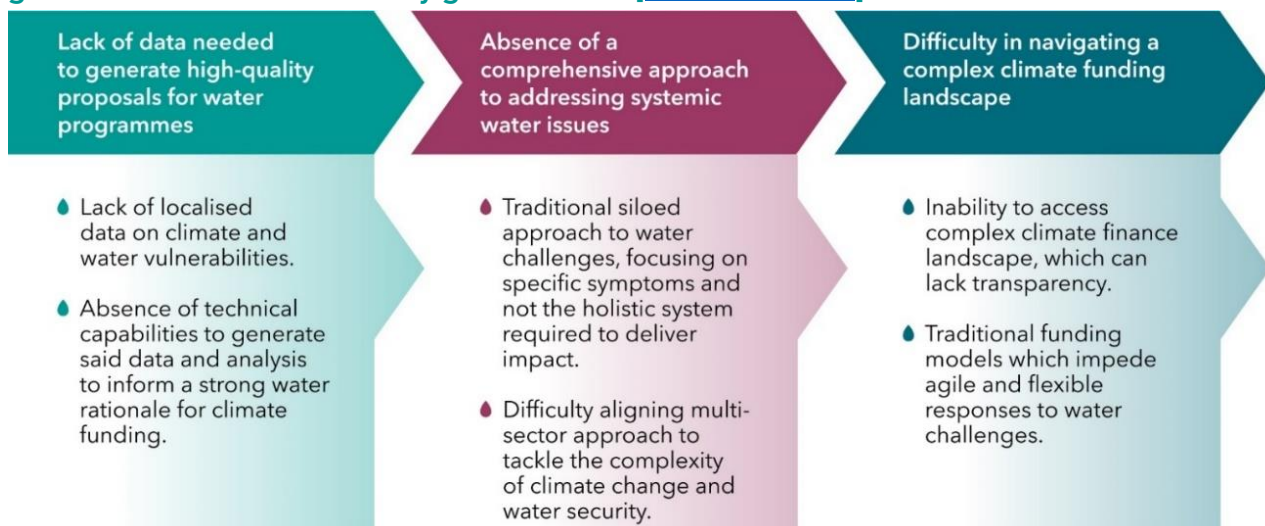 Lack of data needed
to generate high-quality
proposals for water
programmes
Lack of localised
data on climate and
water vulnerabilities.
Absence of technical
capabilities to generate
said data and analysis
to inform a strong water
rationale for climate
funding.
Absence of a
comprehensive approach
to addressing systemic
water issues
Traditional siloed
approach to water
challenges, focusing on
specific symptoms and
not the holistic system
required to deliver
impact.
Difficulty aligning multi-
sector approach to
tackle the complexity
of climate change and
water security.
Difficulty in navigating a
complex climate funding
landscape
Inability to access
complex climate finance
landscape, which can
lack transparency.
Traditional funding
models which impede
agile and flexible
responses to water
challenges.